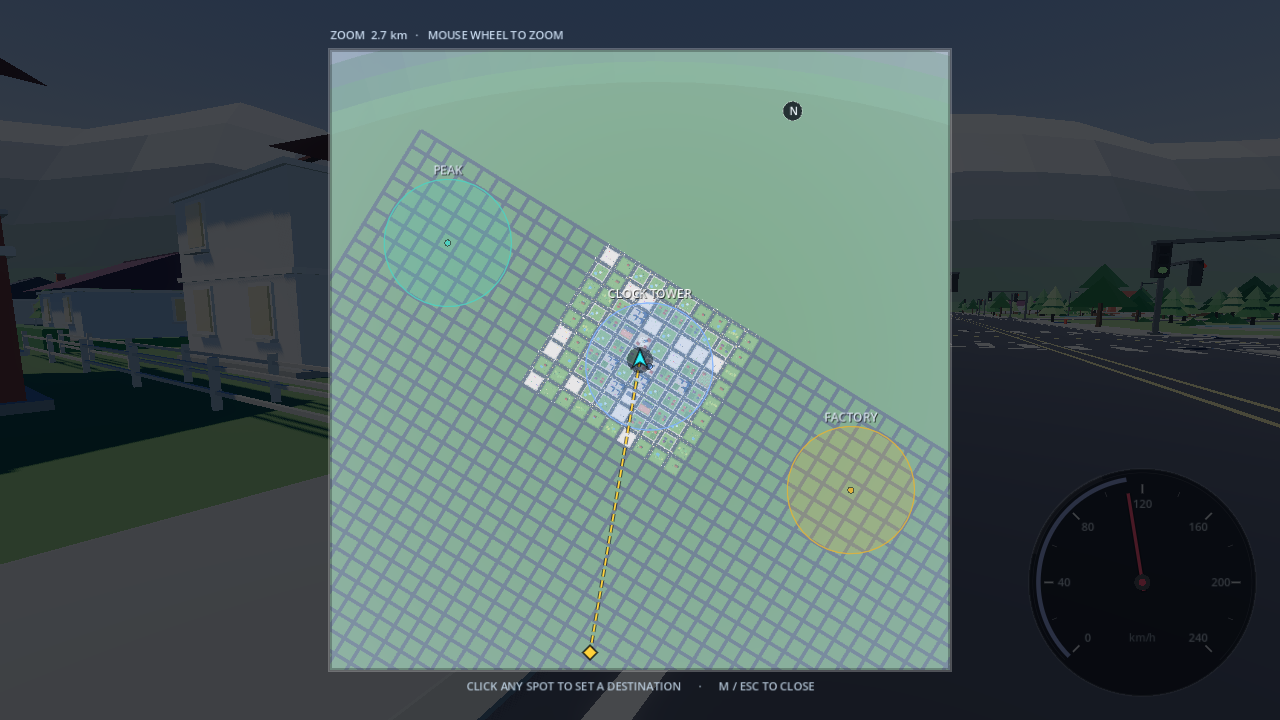 ZOOM 2.7 km · MOUSE WHEEL TO ZOOM
N
PEAK
CLOCK TOWER
FACTORY
120
80
160
40
200
0
km/h
240
CLICK ANY SPOT TO SET A DESTINATION · M / ESC TO CLOSE